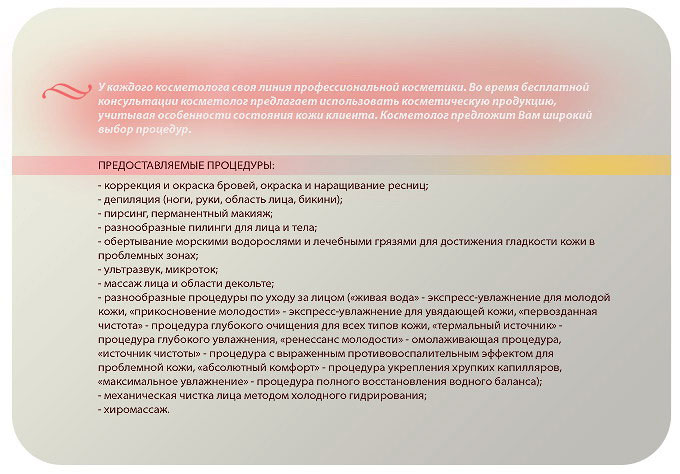 У каждого косметолога своя линия профессиональной косметики. Во время бесплатной
консультации косметолог предлагает использовать косметическую продукцию,
учитывая особенности состояния кожи клиента. Косметолог предложит Вам широкий
выбор процедур.
ПРЕДОСТАВЛЯЕМЫЕ ПРОЦЕДУРЫ:
- коррекция и окраска бровей, окраска и наращивание ресниц;
- депиляция (ноги, руки, область лица, бикини);
- пирсинг, перманентный макияж;
- разнообразные пилинги для лица и тела;
- обертывание морскими водорослями и лечебными грязями для достижения гладкости кожи в
проблемных зонах;
- ультразвук, микроток;
- массаж лица и области декольте;
- разнообразные процедуры по уходу за лицом («живая вода» - экспресс-увлажнение для молодой
кожи, «прикосновение молодости» - экспресс-увлажнение для увядающей кожи, «первозданная
чистота» - процедура глубокого очищения для всех типов кожи, «термальный источник» -
процедура глубокого увлажнения, «ренессанс молодости» - омолаживающая процедура,
«источник чистоты» - процедура с выраженным противовоспалительным эффектом для
проблемной кожи, «абсолютный комфорт» - процедура укрепления хрупких капилляров,
«максимальное увлажнение» - процедура полного восстановления водного баланса);
- механическая чистка лица методом холодного гидрирования;
- хиромассаж.